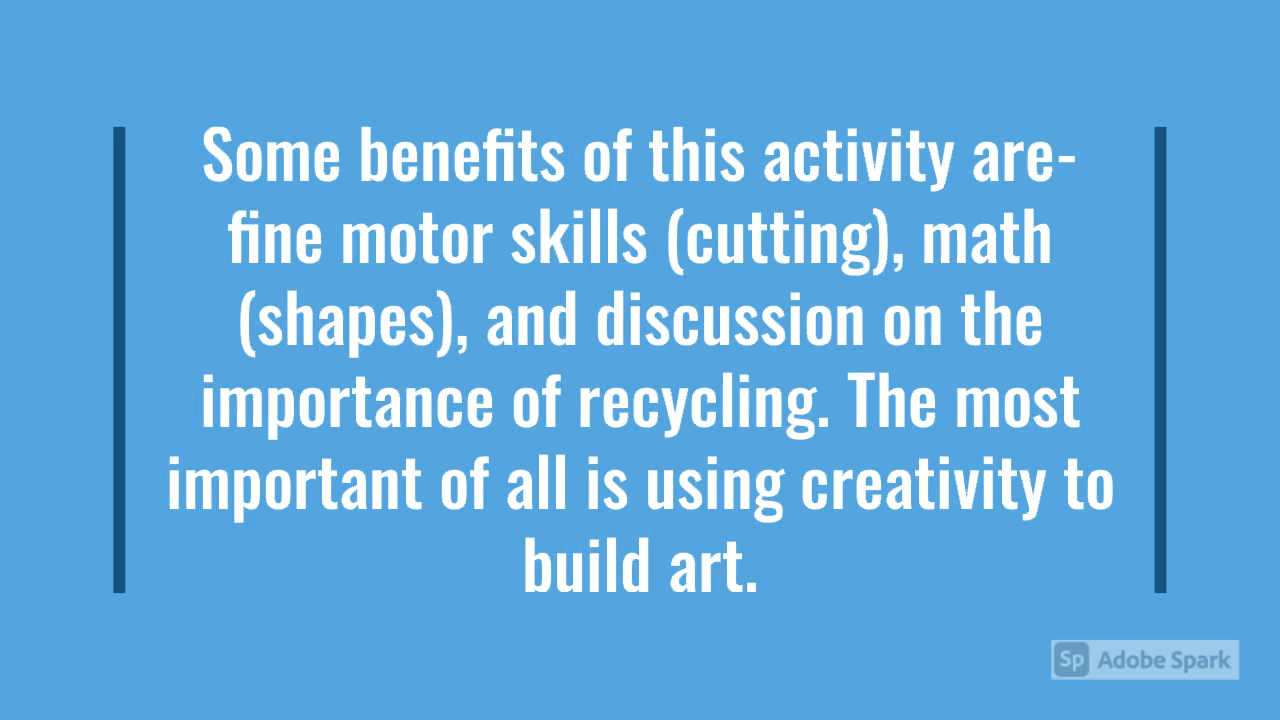 Some benefits of this activity are-
fine motor skills (cutting), math
(shapes), and discussion on the
importance of recycling. The most
important of all is using creativity to
build art.
Sp Adobe Spark